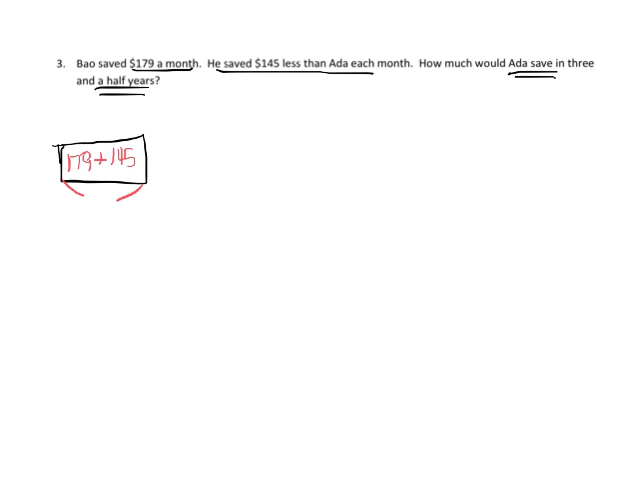 3. Bao saved $179 a month. He saved $145 less than Ada each month. How much would Ada save in three
and a half years?
179+145